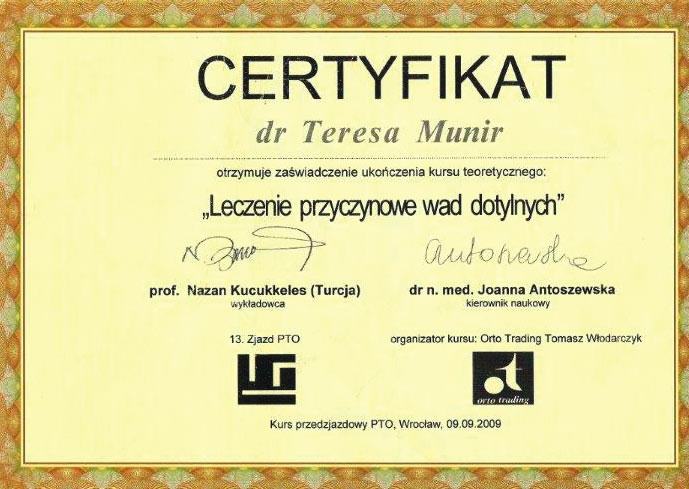 CERTYFIKAT
dr Teresa Munir
otrzymuje zaświadczenie ukończenia kursu teoretycznego:
„Leczenie przyczynowe wad dotylnych”
Antoszewska
prof. Nazan Kucukkeles (Turcja)
wykładowca
dr n. med. Joanna Antoszewska
kierownik naukowy
13. Zjazd PTO
organizator kursu: Orto Trading Tomasz Włodarczyk
ot
orto trading
Kurs przedzjazdowy PTO, Wrocław, 09.09.2009